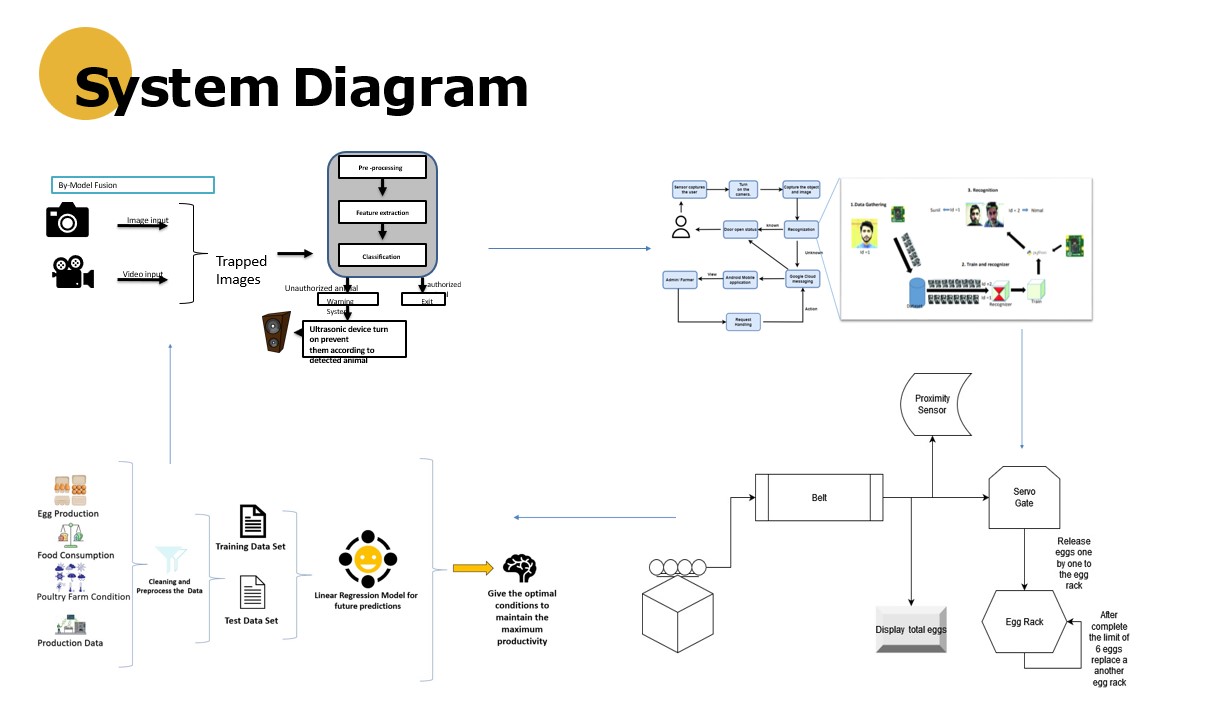 System Diagram
By-Model Fusion
Image input
Video input
Trapped
Images
Pre -processing
Feature extraction
Classification
Unauthorized animal
authorized
Warning
System
Exit
Ultrasonic device turn
on prevent
them according to
detected animal
Sensor captures
the user
Turn
on the
camera.
Capture the object
and image
Door open status
known
Recognization
Unknown
Admin Former
View
Android Mobile
application
Google Cloud
messaging
Action
Request
Handling
3. Recognition
1.Data Gathering
Sunil
Id =1
Id = 2
Nimal
Id =1
2. Train and recognizer
python
Id =2
Id =1
Dataset
Recognizer
Train
Proximity
Sensor
Belt
Servo
Gate
Release
eggs one
by one to
the egg
rack
Display total eggs
Egg Rack
After
complete
the limit of
6 eggs
replace a
another
egg rack
Egg Production
Food Consumption
Poultry Farm Condition
Production Data
Cleaning and
Preprocess the Data
Training Data Set
Test Data Set
Linear Regression Model for
future predictions
Give the optimal
conditions to
maintain the
maximum
productivity